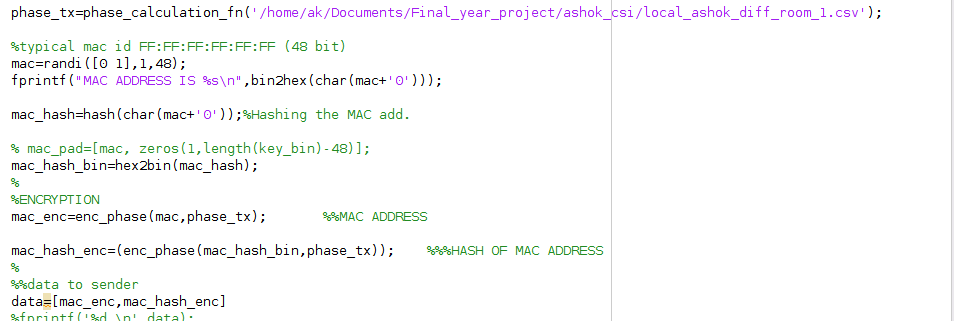 phase_tx=phase_calculation_fn('/home/ak/Documents/Final_year_project/ashok_csi/local_ashok_diff_room_1.csv');
%typical mac id FF:FF:FF:FF:FF:FF (48 bit)
mac=randi([0 1],1,48);
fprintf("MAC ADDRESS IS %s\n",bin2hex(char(mac+'0')));
mac_hash=hash(char(mac+'0'));%Hashing the MAC add.
% mac_pad=[mac, zeros(1,length(key_bin)-48)];
mac_hash_bin=hex2bin(mac_hash);
%
%ENCRYPTION
mac_enc=enc_phase(mac,phase_tx); %%MAC ADDRESS
mac_hash_enc=(enc_phase(mac_hash_bin,phase_tx)); %%%HASH OF MAC ADDRESS
%
%%data to sender
data=[mac_enc,mac_hash_enc]
%fprintf('%d \n',data);